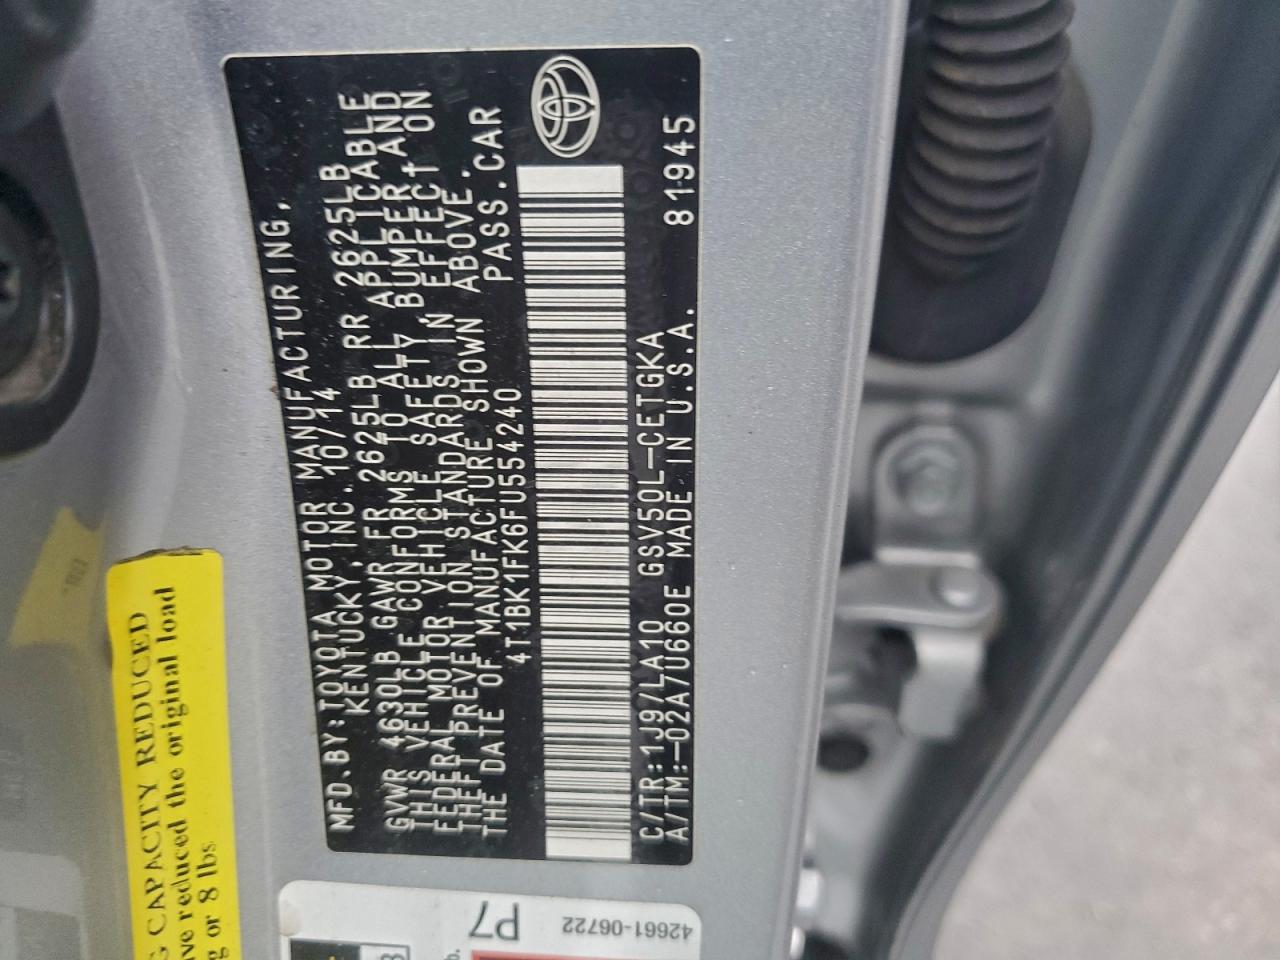 MFD.BY:TOYOTA MOTOR MANUFACTURING,
KENTUCKY,INC. 10/14
GVWR 4630LB GAWR FR 2625LB RR 2625LB
THIS VEHICLE CONFORMS TO ALL APPLICABLE
FEDERAL MOTOR VEHICLE SAFETY, BUMPER, AND
THEFT PREVENTION STANDARDS IN EFFECT ON
THE DATE OF MANUFACTURE SHOWN ABOVE.
4T1BK1FK6FU554240 PASS.CAR
C/TR:1J9/LA10 GSV50L-CETGKA
A/TM:-02A/U660E MADE IN U.S.A. 81945
G CAPACITY REDUCED
ve reduced the original load
g or 8 lbs
P7
42661-06722